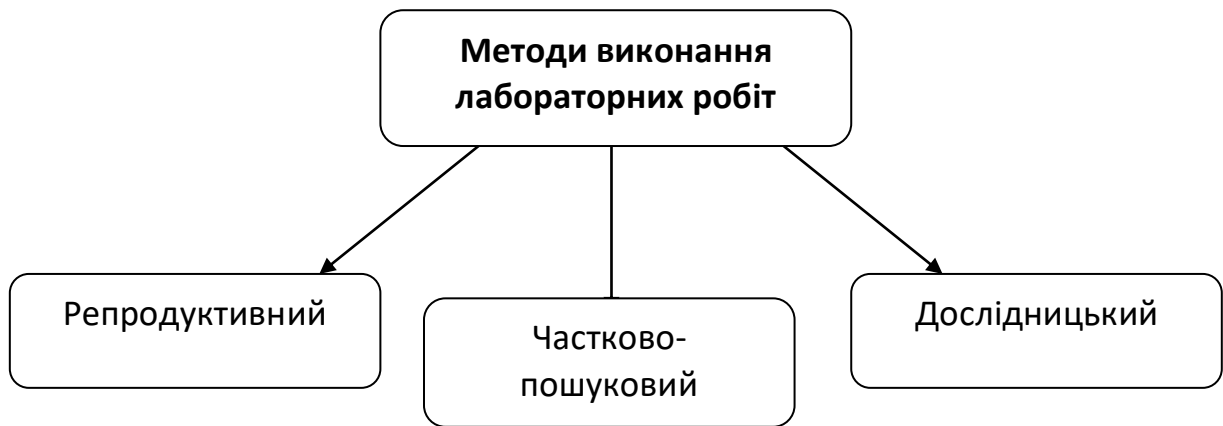 Методи виконання
лабораторних робіт
Репродуктивний
Частково-
пошуковий
Дослідницький